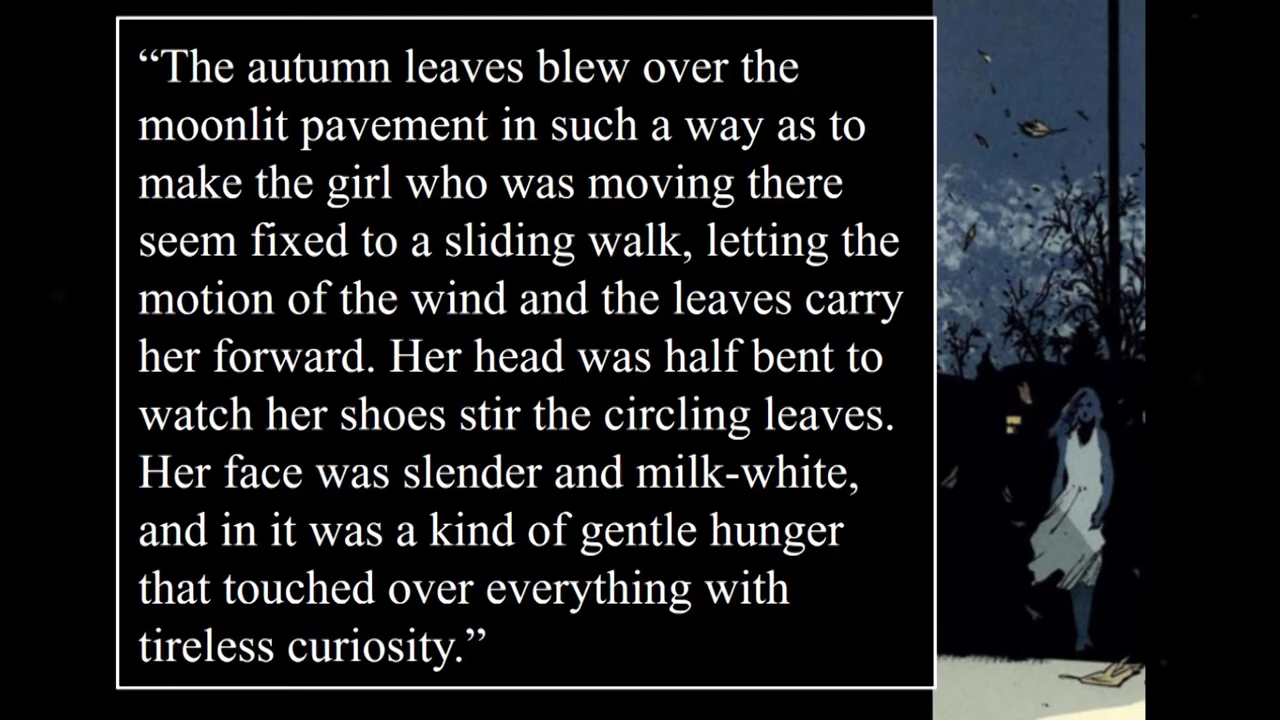 “The autumn leaves blew over the
moonlit pavement in such a way as to
make the girl who was moving there
seem fixed to a sliding walk, letting the
motion of the wind and the leaves carry
her forward. Her head was half bent to
watch her shoes stir the circling leaves.
Her face was slender and milk-white,
and in it was a kind of gentle hunger
that touched over everything with
tireless curiosity.”